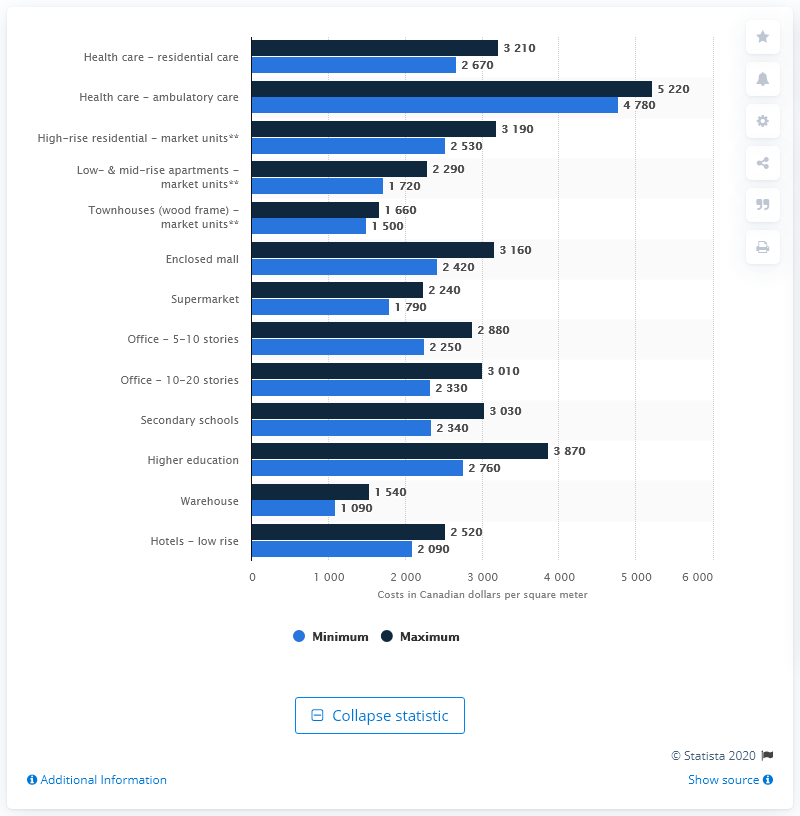 Health care - residential care
3 210
2 670
Health care - ambulatory care
5 220
4 780
High-rise residential - market units**
3 190
2 530
Low- & mid-rise apartments -
market units**
2 290
1 720
Townhouses (wood frame) -
market units**
1 660
1 500
Enclosed mall
3 160
2 420
Supermarket
2 240
1 790
Office - 5-10 stories
2 880
2 250
Office - 10-20 stories
3 010
2 330
Secondary schools
3 030
2 340
Higher education
3 870
2 760
Warehouse
1 540
1 090
Hotels - low rise
2 520
2 090
0 1 000 2 000 3 000 4 000 5 000 6 000
Costs in Canadian dollars per square meter
Minimum Maximum
Collapse statistic
© Statista 2020
Additional Information
Show source